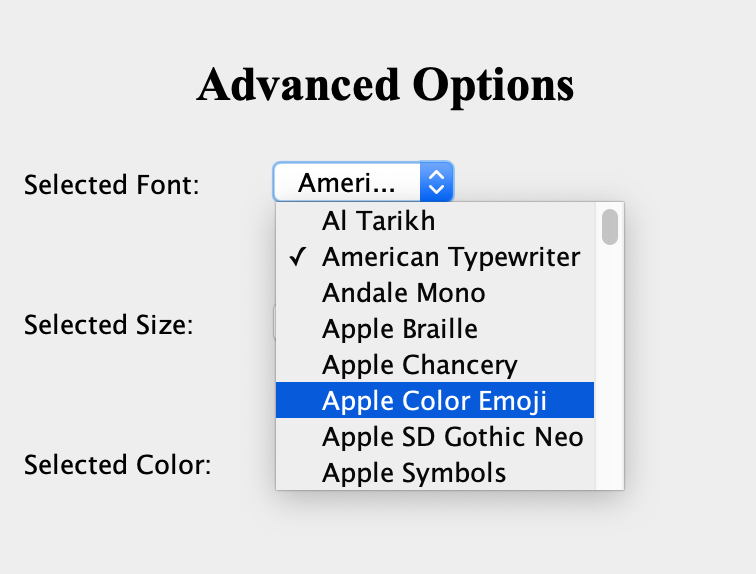 Advanced Options
Selected Font:
Ameri...
Al Tarikh
✓ American Typewriter
Andale Mono
Apple Braille
Apple Chancery
Apple Color Emoji
Apple SD Gothic Neo
Apple Symbols
Selected Size:
Selected Color: